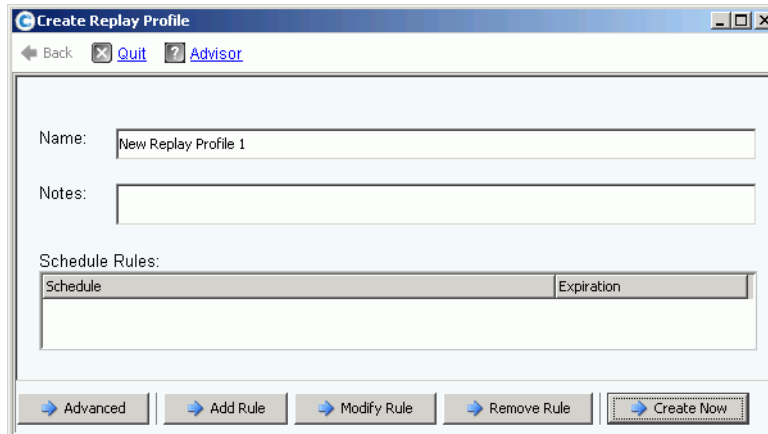 Create Replay Profile
Back Quit ? Advisor
Name: New Replay Profile 1
Notes:
Schedule Rules:
Schedule Expiration
Advanced Add Rule Modify Rule Remove Rule Create Now